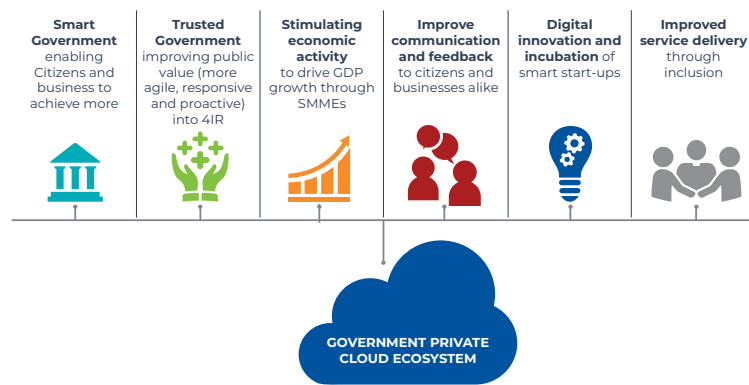 Smart
Government
enabling
Citizens and
business to
achieve more
Trusted
Government
improving public
value (more
agile, responsive
and proactive)
into 4IR
Stimulating
economic
activity
to drive GDP
growth through
SMMEs
Improve
communication
and feedback
to citizens and
businesses alike
Digital
innovation and
incubation of
smart start-ups
Improved
service delivery
through
inclusion
GOVERNMENT PRIVATE
CLOUD ECOSYSTEM